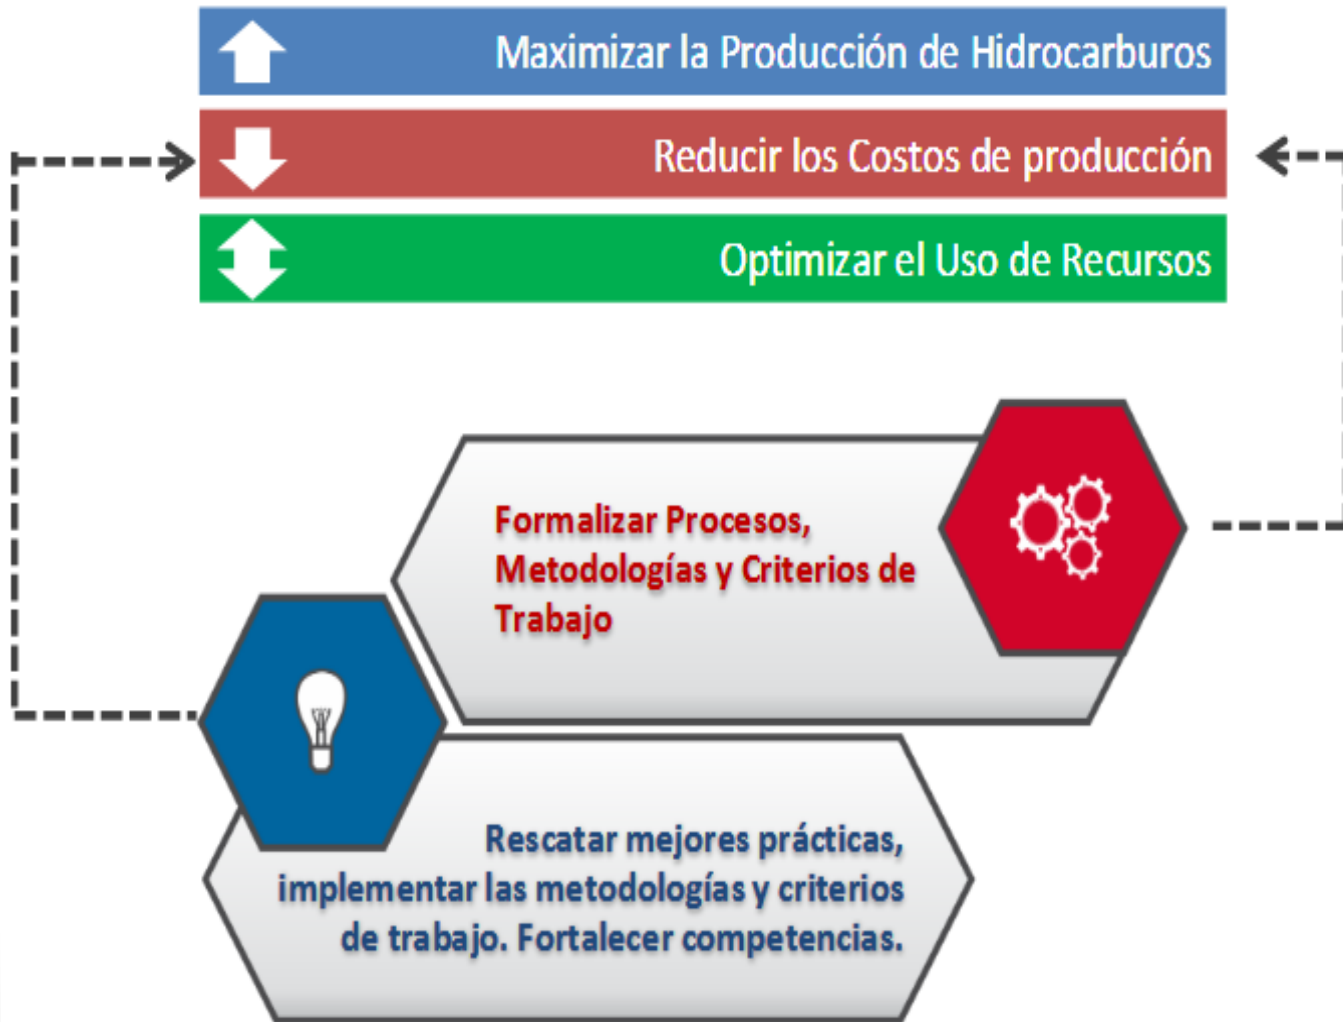 Maximizar la Producción de Hidrocarburos
Reducir los Costos de producción
Optimizar el Uso de Recursos
Formalizar Procesos,
Metodologías y Criterios de
Trabajo
Rescatar mejores prácticas,
implementar las metodologías y criterios
de trabajo. Fortalecer competencias.